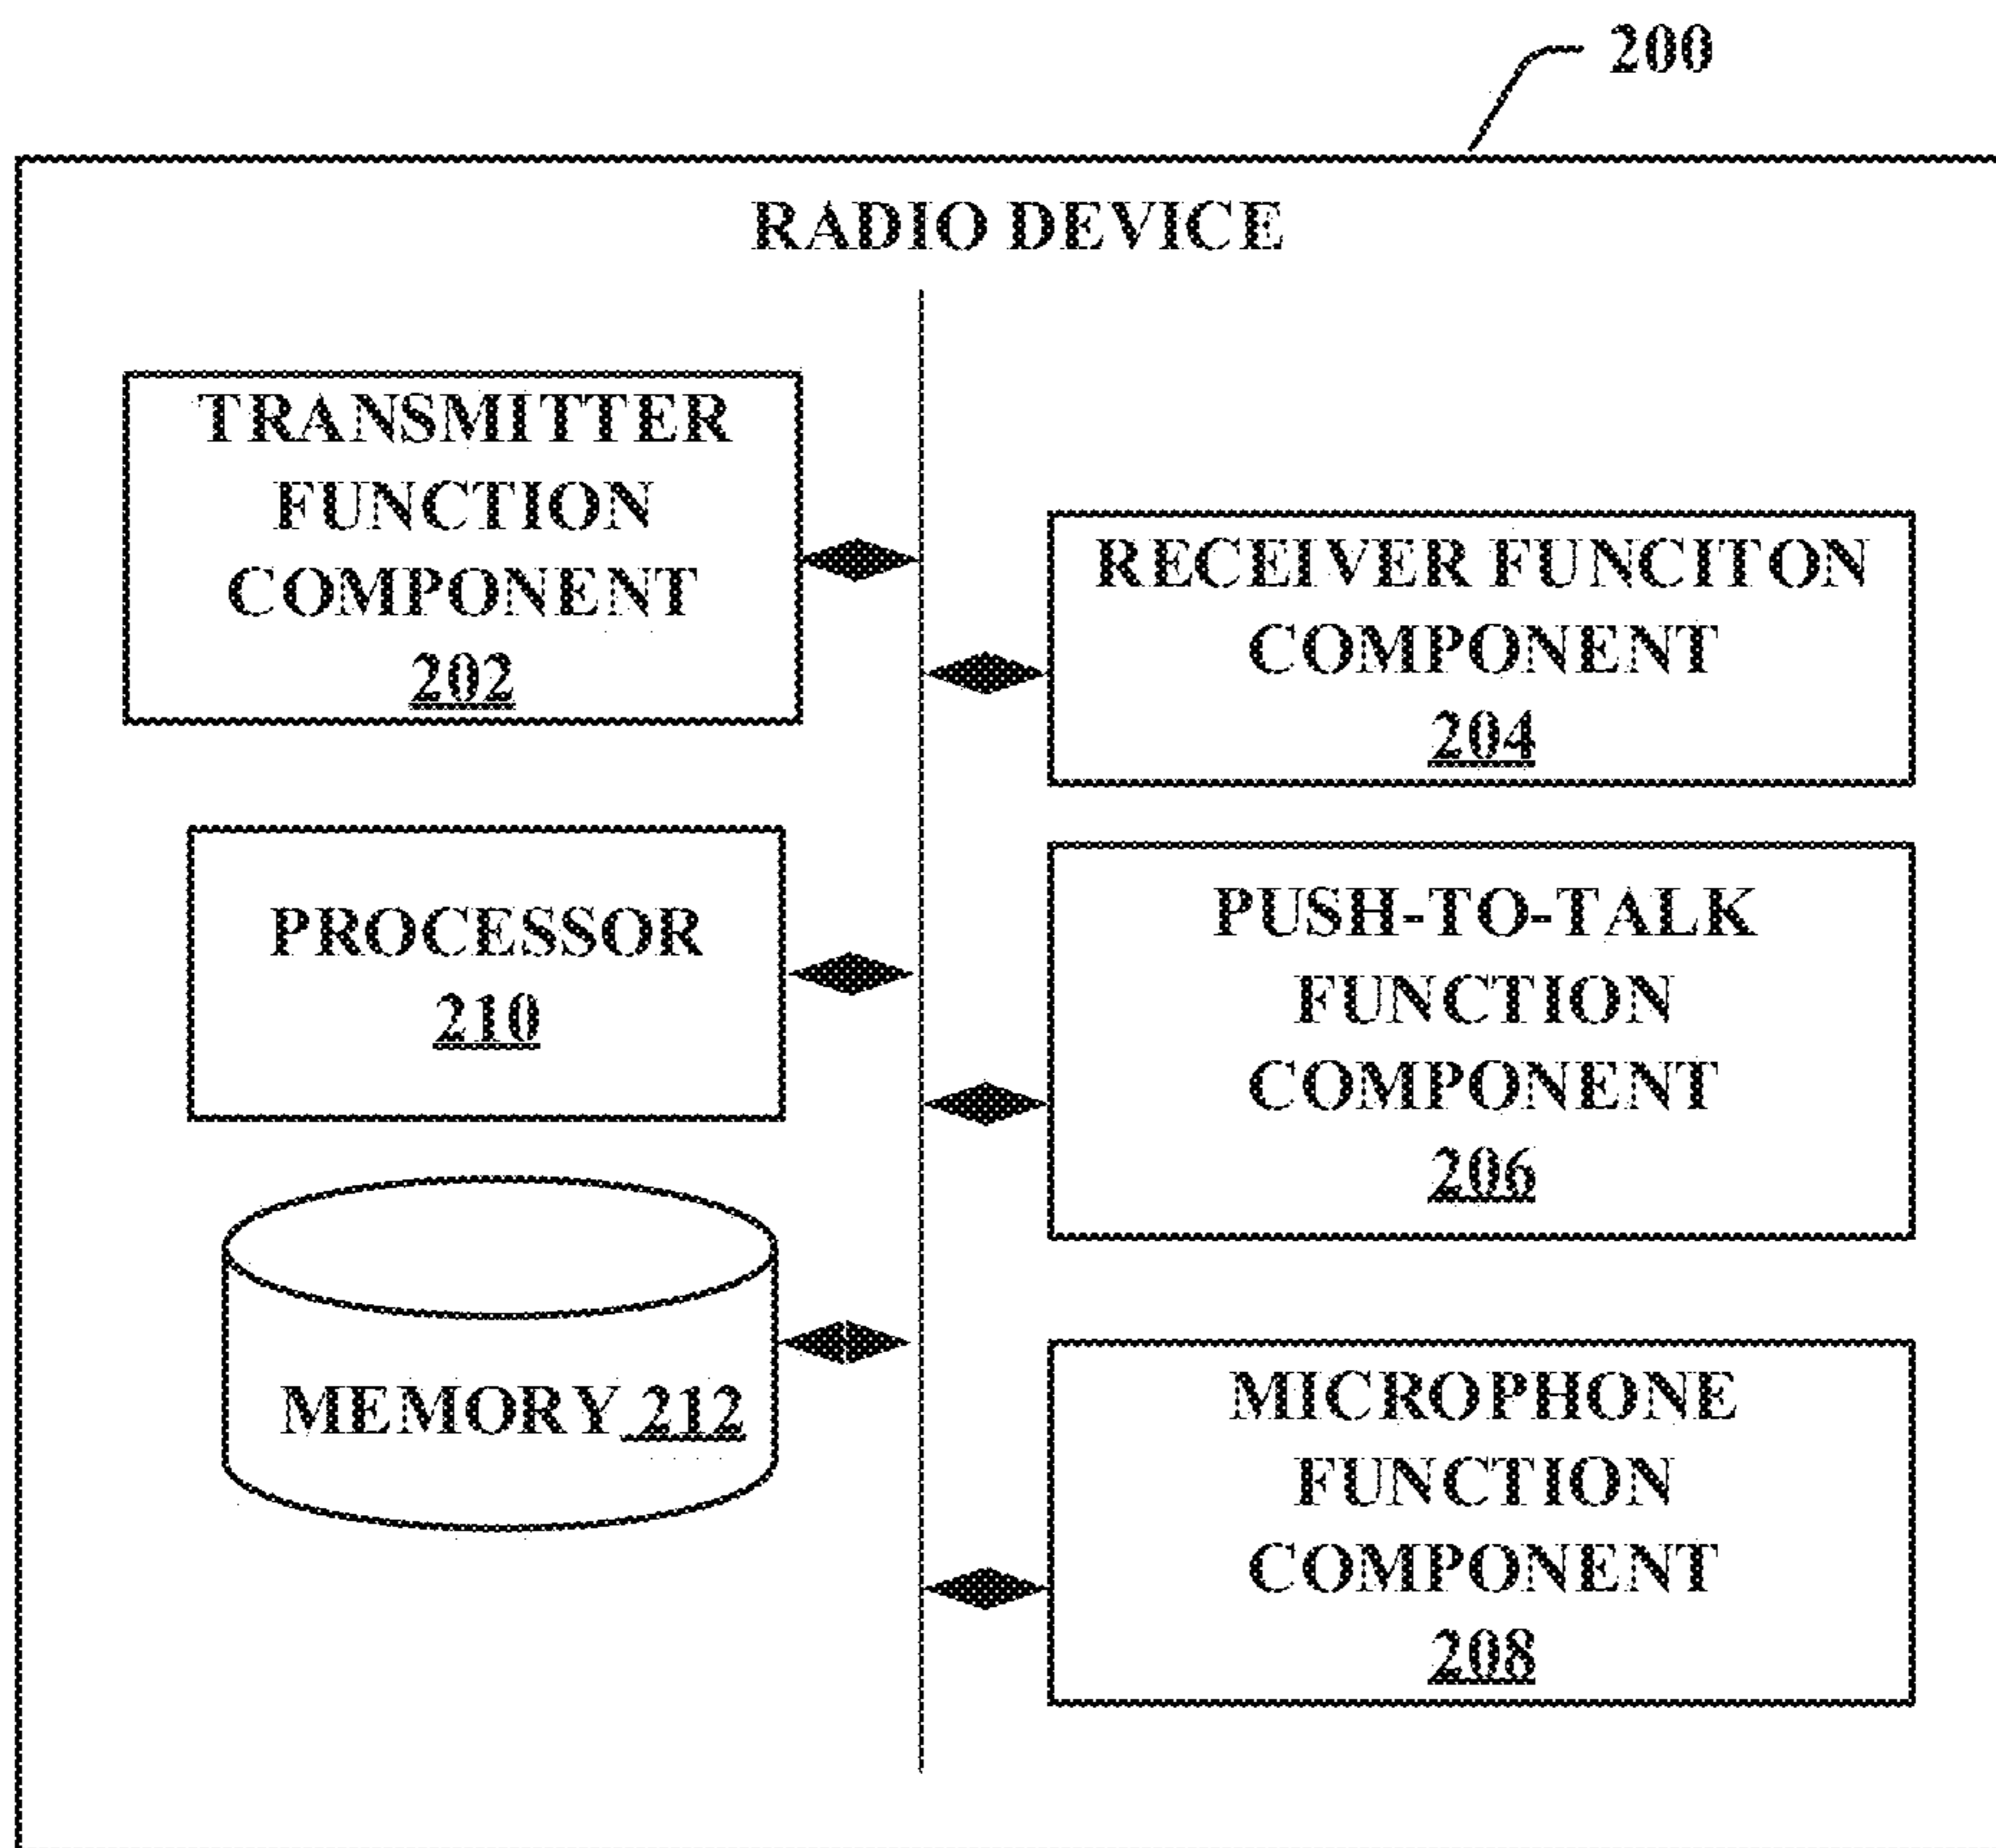 200
RADIO DEVICE
TRANSMITTER
FUNCTION
COMPONENT
202
RECEIVER FUNCITON
COMPONENT
204
PROCESSOR
210
PUSH-TO-TALK
FUNCTION
COMPONENT
206
MEMORY 212
MICROPHONE
FUNCTION
COMPONENT
208